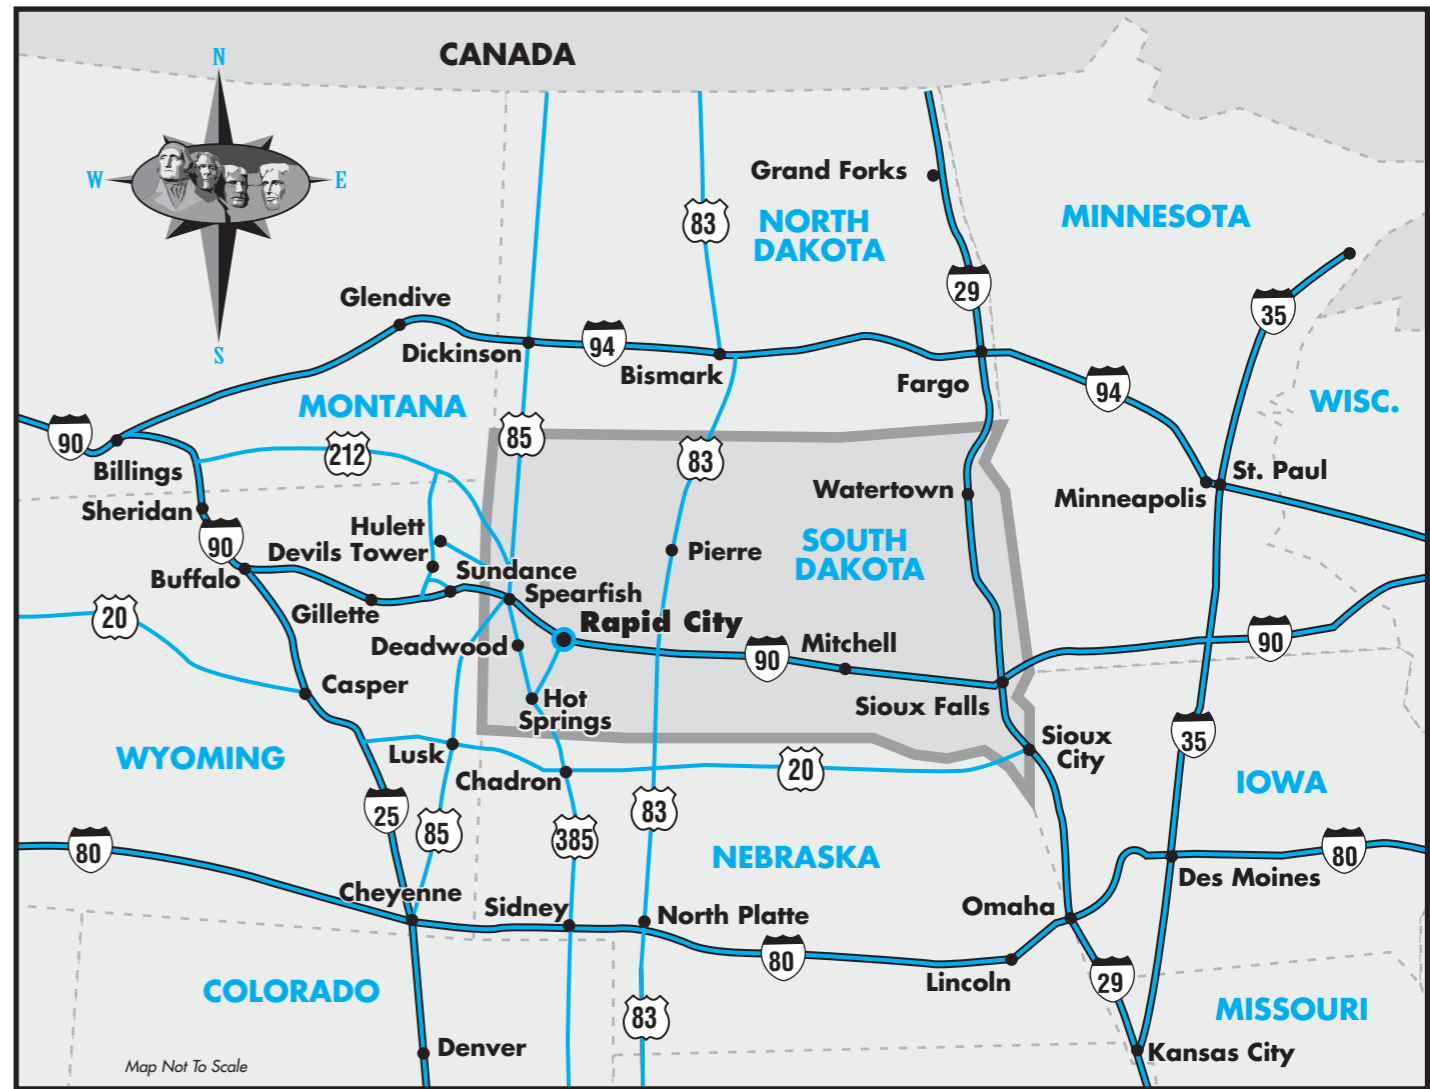 CANADA
N
W
E
S
Grand Forks
83
NORTH
DAKOTA
MINNESOTA
29
35
Glendive
Dickinson
94
Bismark
Fargo
94
WISC.
MONTANA
90
Billings
212
85
83
Watertown
St. Paul
Minneapolis
Sheridan
90
Hulett
Devils Tower
Pierre
SOUTH
DAKOTA
Buffalo
Sundance
Gillette
Spearfish
20
Rapid City
Deadwood
90
Mitchell
90
Casper
Hot
Springs
Sioux Falls
WYOMING
Lusk
Sioux
City
35
Chadron
20
IOWA
25
85
385
83
80
NEBRASKA
80
Des Moines
Cheyenne
Sidney
North Platte
Omaha
80
Lincoln
29
COLORADO
83
MISSOURI
Denver
Kansas City
Map Not To Scale